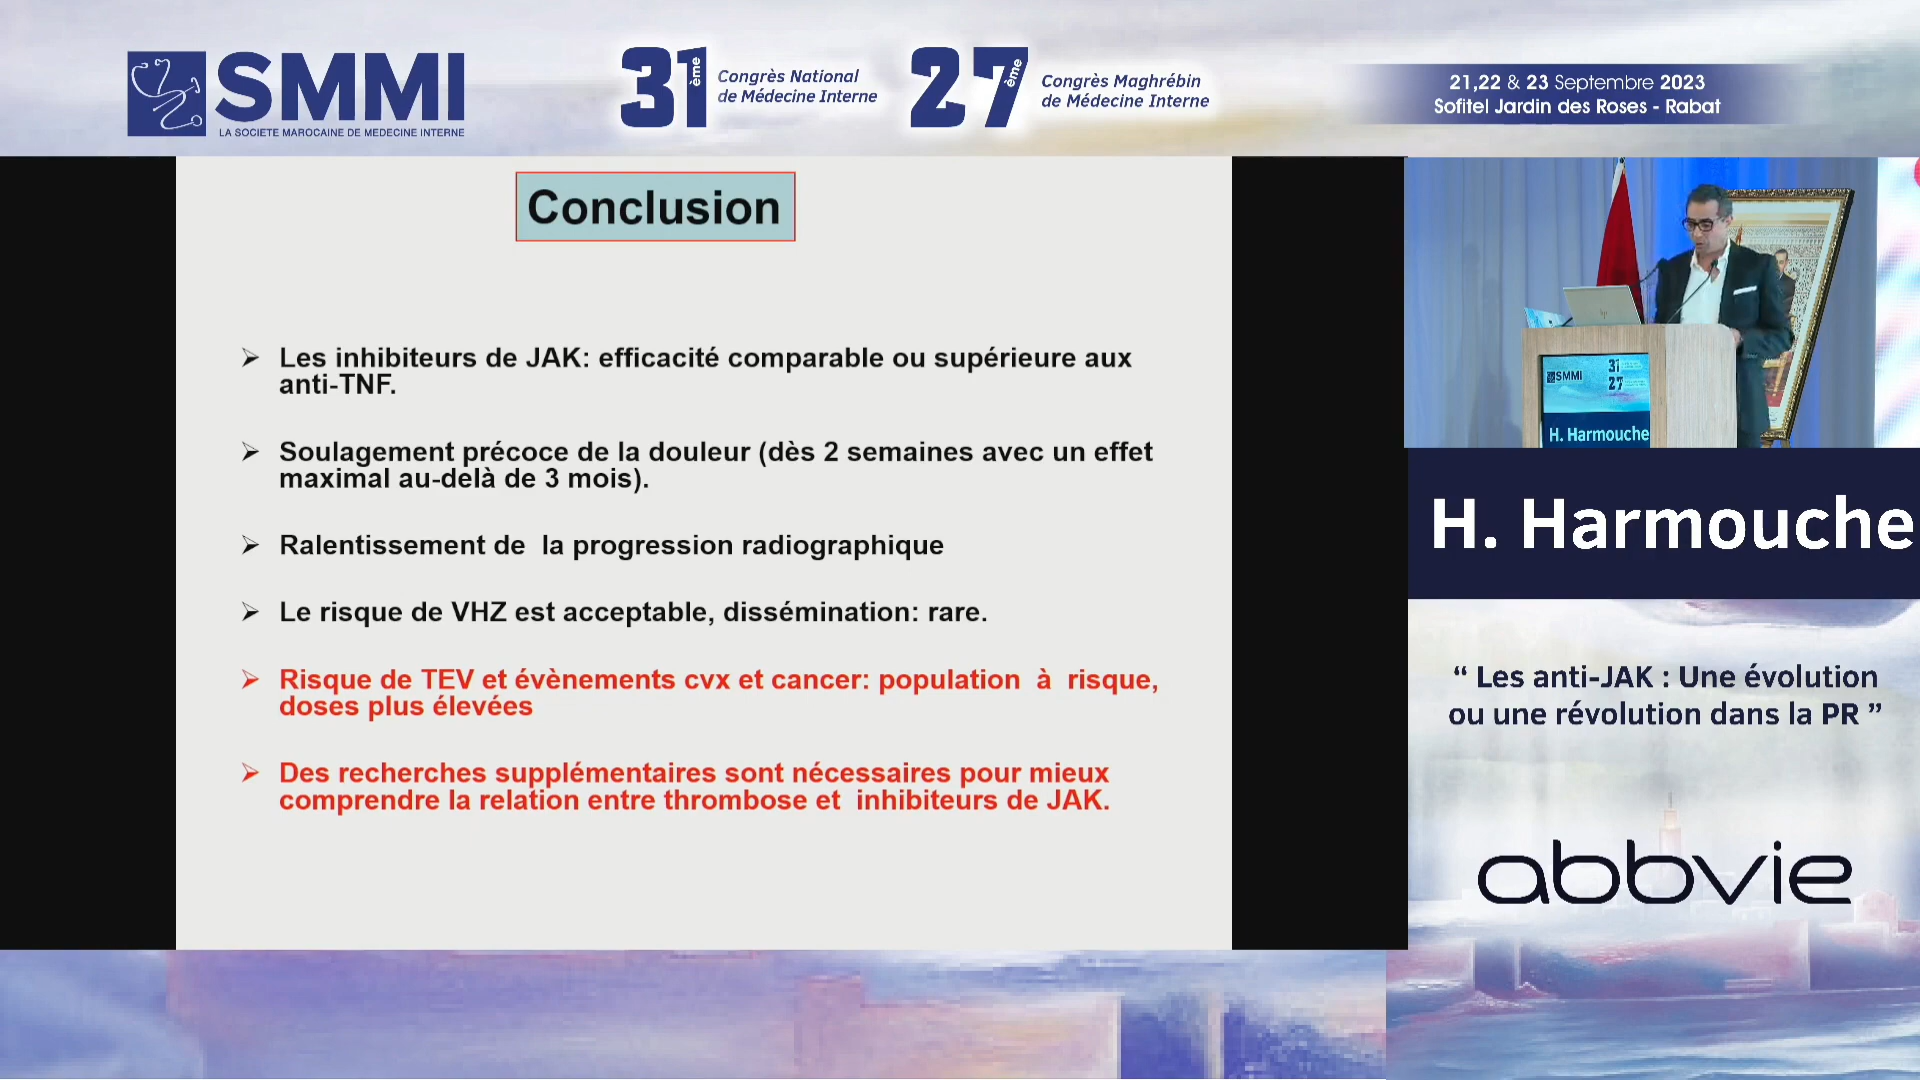 SMMI
LA SOCIETE MAROCAINE DE MEDECINE INTERNE
31ème
Congrès National
de Médecine Interne
27ème
Congrès Maghrébin
de Médecine Interne
21,22 & 23 Septembre 2023
Sofitel Jardin des Roses - Rabat
Conclusion
➢ Les inhibiteurs de JAK: efficacité comparable ou supérieure aux
anti-TNF.
➢ Soulagement précoce de la douleur (dès 2 semaines avec un effet
maximal au-delà de 3 mois).
➢ Ralentissement de  la progression radiographique
➢ Le risque de VHZ est acceptable, dissémination: rare.
➢ Risque de TEV et évènements cvx et cancer: population  à  risque,
doses plus élevées
➢ Des recherches supplémentaires sont nécessaires pour mieux
comprendre la relation entre thrombose et  inhibiteurs de JAK.
SMMI
31
27
H. Harmouche
H. Harmouche
“ Les anti-JAK : Une évolution
ou une révolution dans la PR ”
abbvie